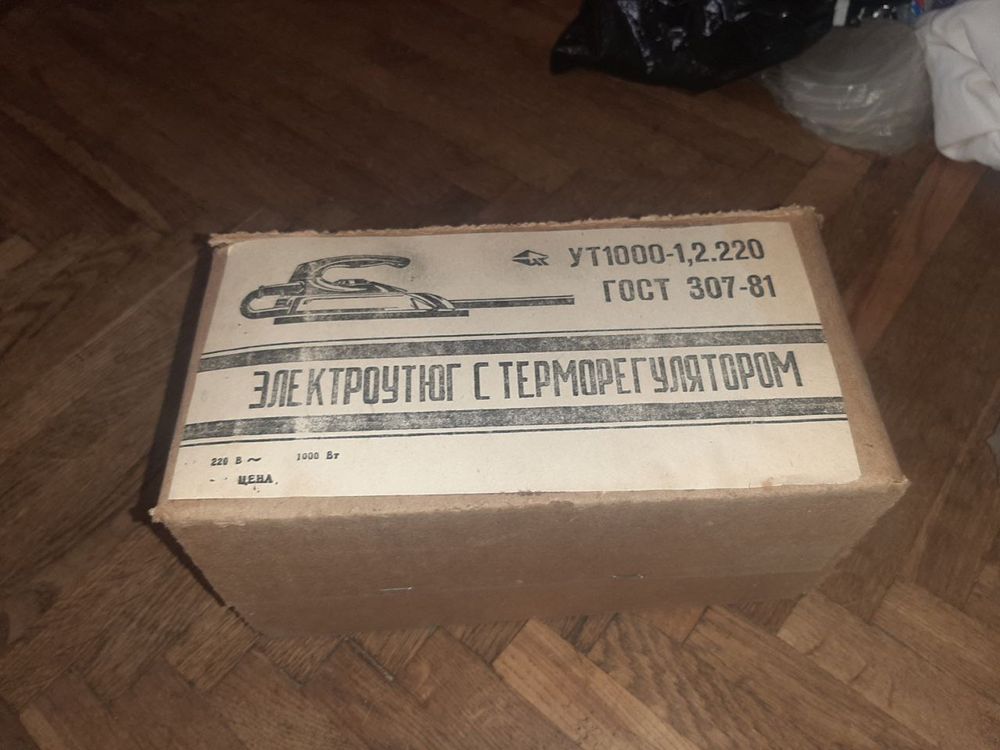 УТ1000-1,2.220
ГОСТ 307-81
ЭЛЕКТРОУТЮГ С ТЕРМОРЕГУЛЯТОРОМ
220 В ~ 1000 Вт
ЦЕНА